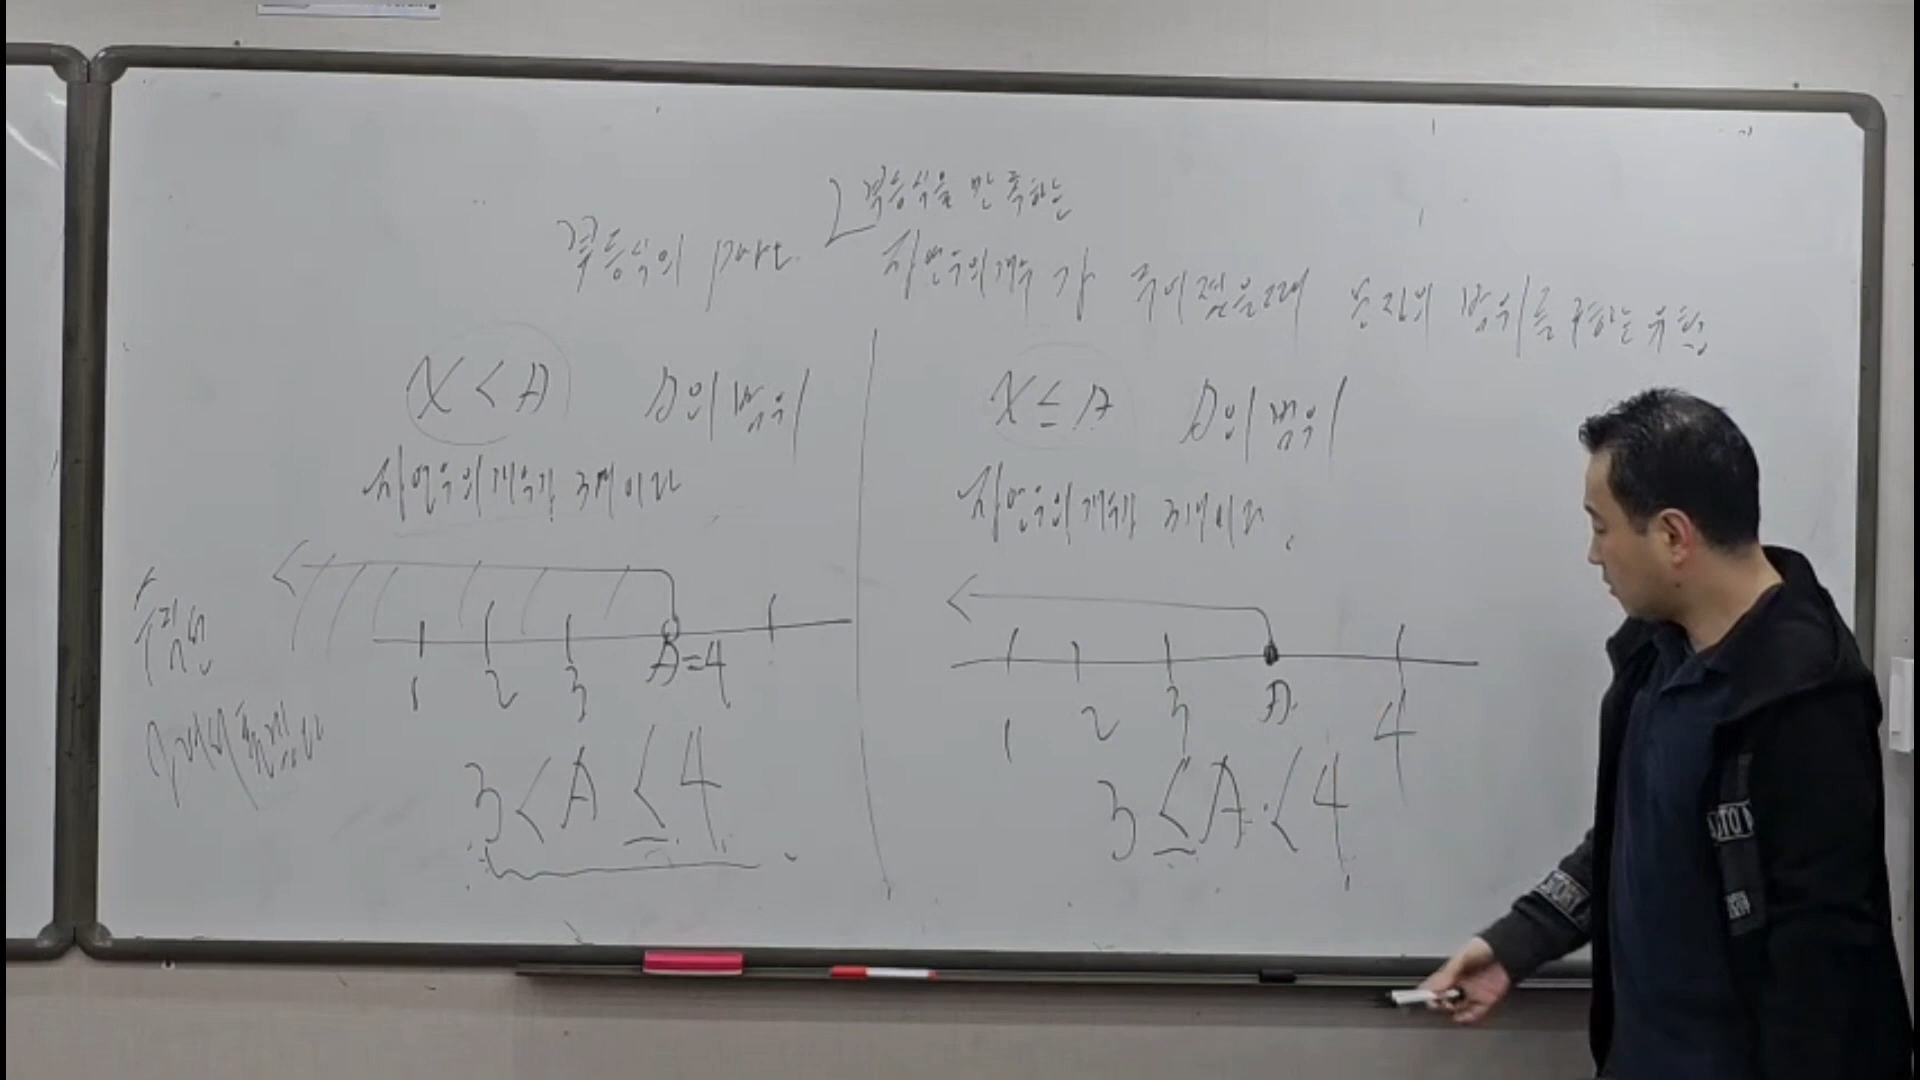 부등식을 만족하는
부등식의 part.
자연수의 개수가 주어졌을때 문자의 범위를 구하는 유형
X < A A의 범위
자연수의 개수가 3개이다
수직선
1 2 3 A=4
3 < A ≤ 4
X ≤ A A의 범위
자연수의 개수가 3개이다.
1 2 3 A 4
3 ≤ A < 4